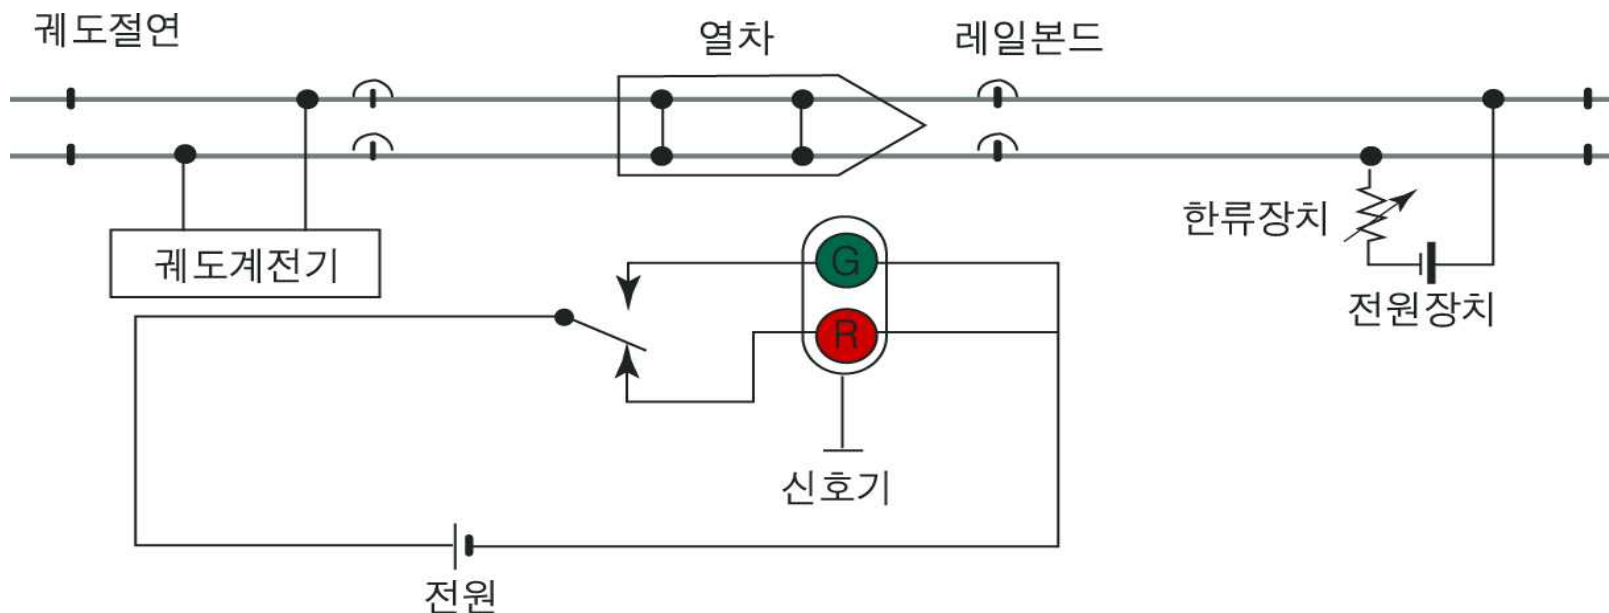 궤도절연
열차
레일본드
한류장치
궤도계전기
G
전원장치
R
신호기
전원